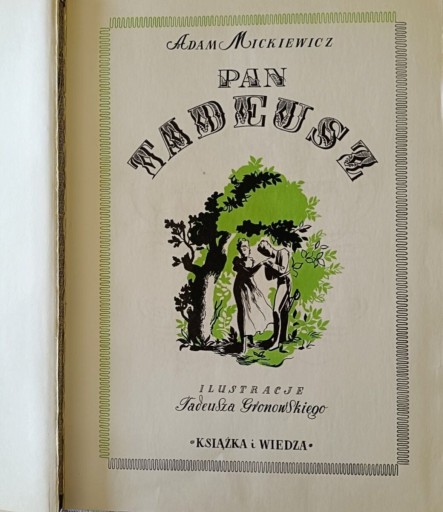 ADAM MICKIEWICZ
PAN
TADEUSZ
ILUSTRACJE
Tadeusza Gronowskiego
•KSIĄŻKA i WIEDZA•